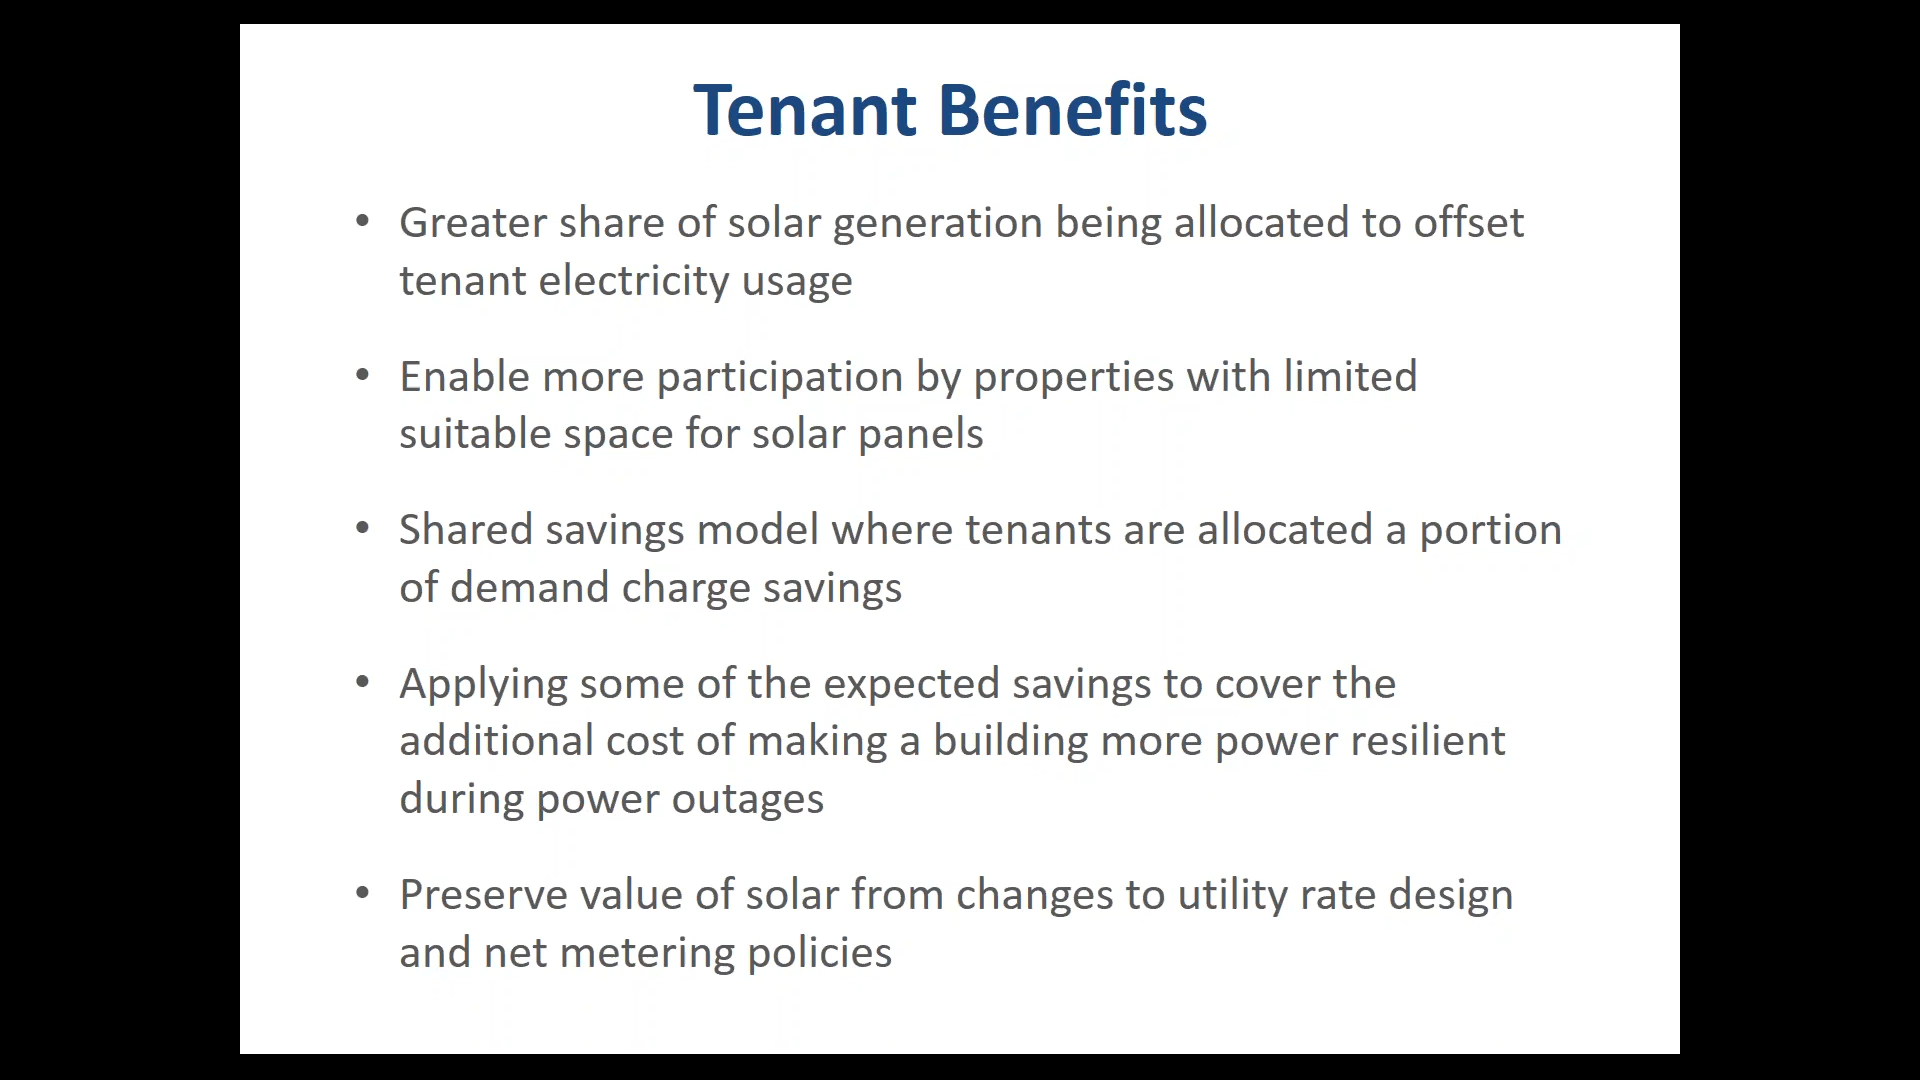 Tenant Benefits
• Greater share of solar generation being allocated to offset
tenant electricity usage
• Enable more participation by properties with limited
suitable space for solar panels
• Shared savings model where tenants are allocated a portion
of demand charge savings
• Applying some of the expected savings to cover the
additional cost of making a building more power resilient
during power outages
• Preserve value of solar from changes to utility rate design
and net metering policies